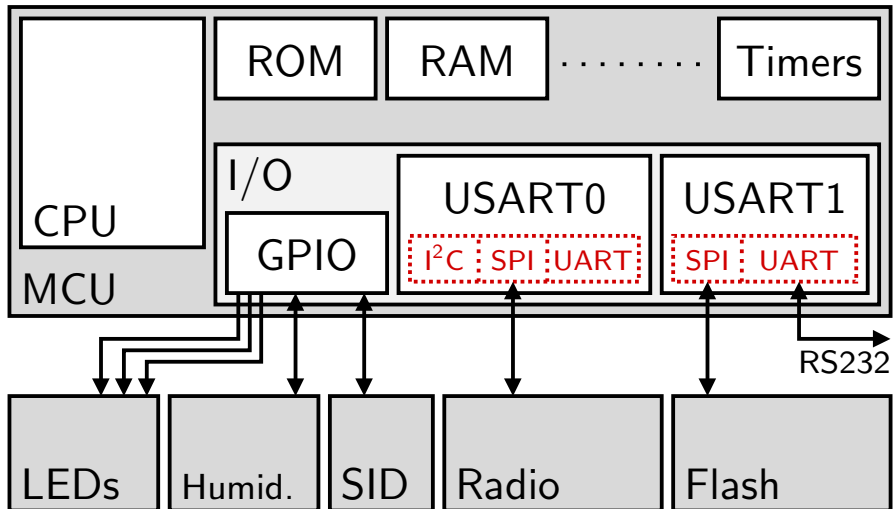 ROM RAM ........ Timers
CPU
MCU
I/O
GPIO
USART0
I²C SPI UART
USART1
SPI UART
RS232
LEDs Humid. SID Radio Flash